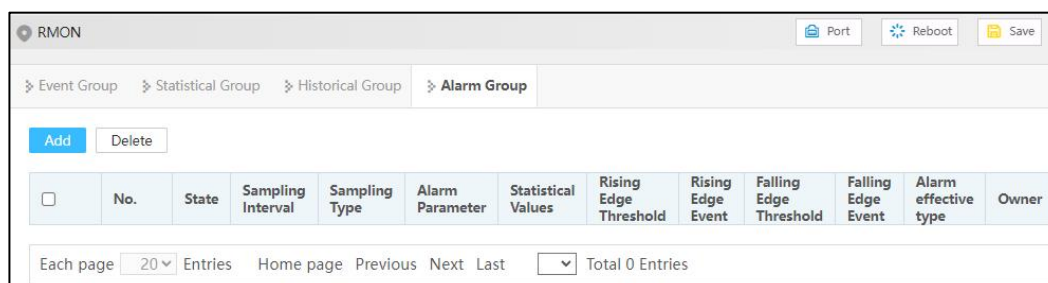 RMON Port Reboot Save
Event Group Statistical Group Historical Group Alarm Group
Add Delete
No. State Sampling Interval Sampling Type Alarm Parameter Statistical Values Rising Edge Threshold Rising Edge Event Falling Edge Threshold Falling Edge Event Alarm effective type Owner
Each page 20 Entries Home page Previous Next Last Total 0 Entries